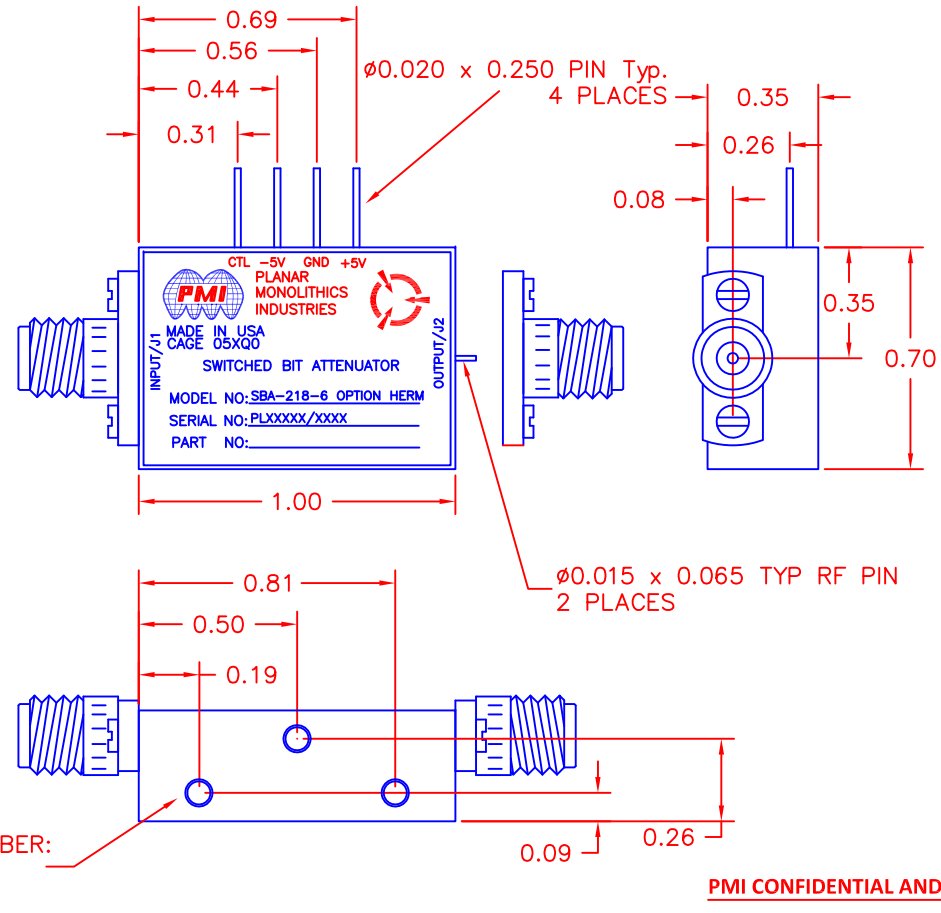 0.69
0.56
0.44
0.31
ø0.020 x 0.250 PIN Typ.
4 PLACES
0.35
0.26
0.08
0.35
0.70
CTL -5V GND +5V
PMI
PLANAR
MONOLITHICS
INDUSTRIES
MADE IN USA
CAGE 05XQ0
INPUT/J1
OUTPUT/J2
SWITCHED BIT ATTENUATOR
MODEL NO: SBA-218-6 OPTION HERM
SERIAL NO: PLXXXXX/XXXX
PART NO:
1.00
ø0.015 x 0.065 TYP RF PIN
2 PLACES
0.81
0.50
0.19
BER:
0.09
0.26
PMI CONFIDENTIAL AND